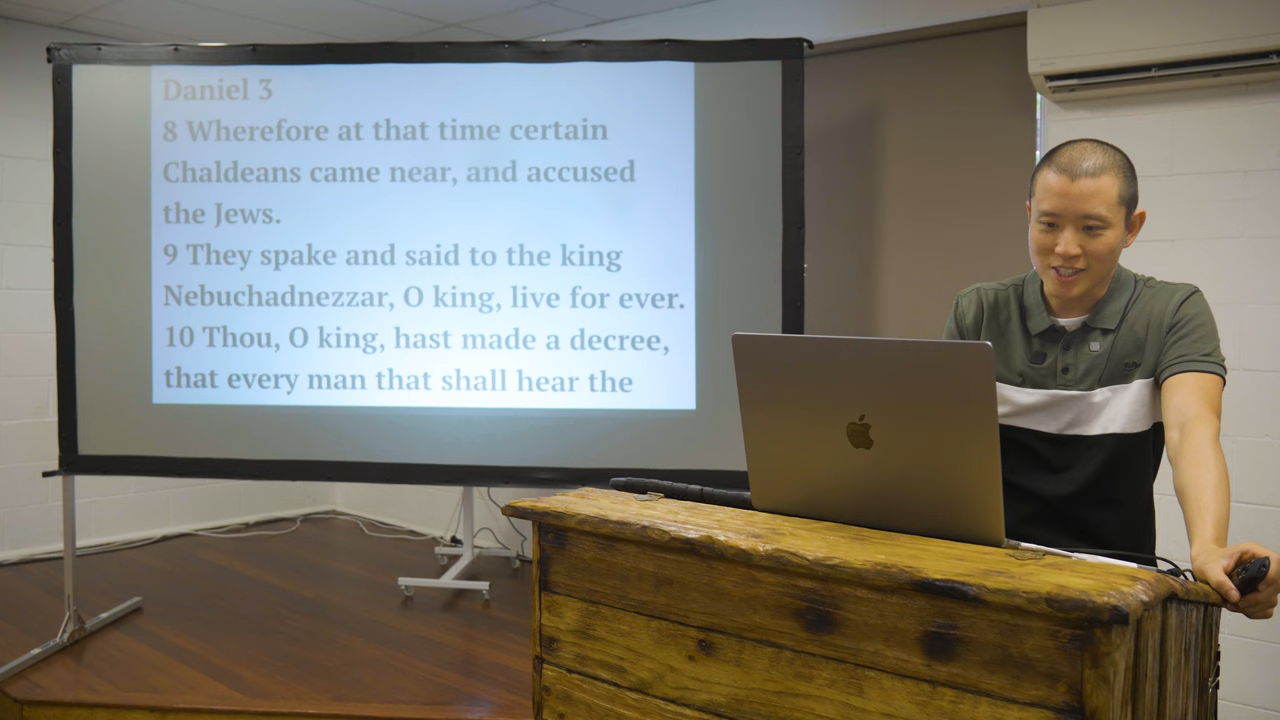 Daniel 3
8 Wherefore at that time certain
Chaldeans came near, and accused
the Jews.
9 They spake and said to the king
Nebuchadnezzar, O king, live for ever.
10 Thou, O king, hast made a decree,
that every man that shall hear the